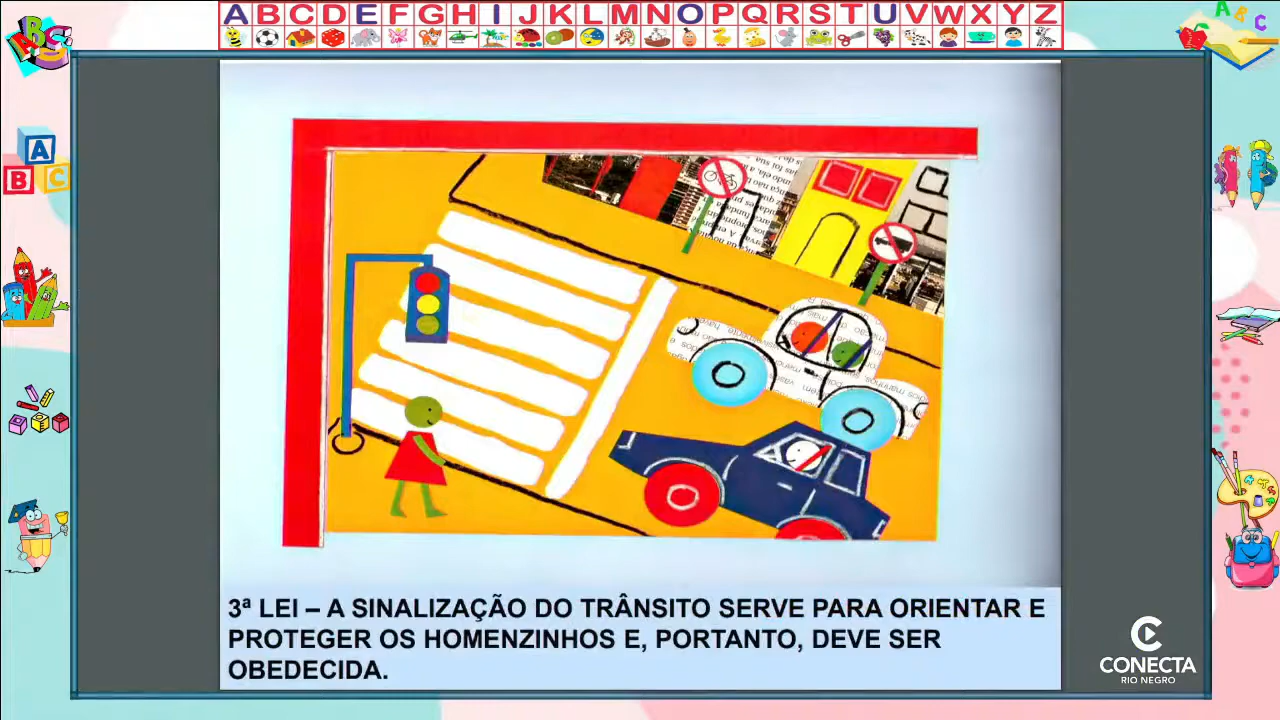 A B C D E F G H I J K L M N O P Q R S T U V W X Y Z
A B C
A
B C
A B C
3ª LEI – A SINALIZAÇÃO DO TRÂNSITO SERVE PARA ORIENTAR E
PROTEGER OS HOMENZINHOS E, PORTANTO, DEVE SER
OBEDECIDA.
CONECTA
RIO NEGRO